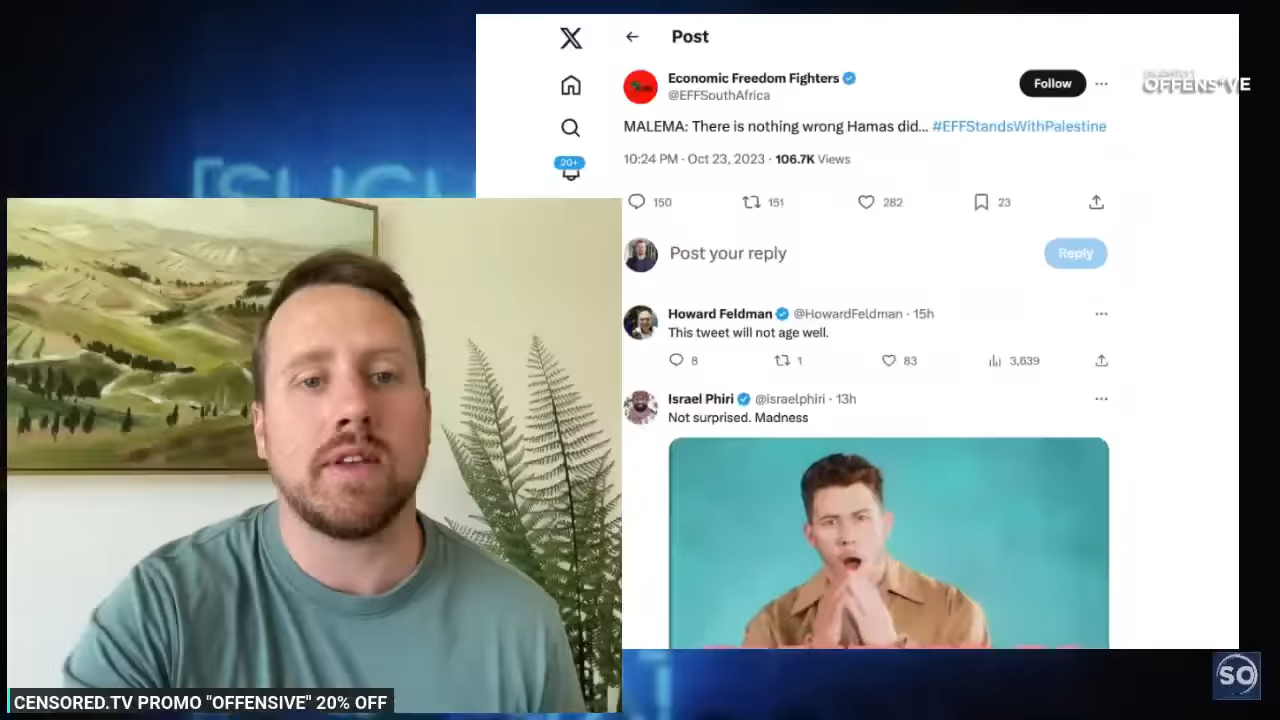 Post
Economic Freedom Fighters
@EFFSouthAfrica
Follow
OFFENS*VE
MALEMA: There is nothing wrong Hamas did... #EFFStandsWithPalestine
10:24 PM · Oct 23, 2023 · 106.7K Views
20+
150
151
282
23
Post your reply
Reply
Howard Feldman @HowardFeldman · 15h
This tweet will not age well.
8
1
83
3,639
Israel Phiri @israelphiri · 13h
Not surprised. Madness
SO
CENSORED.TV PROMO "OFFENSIVE" 20% OFF